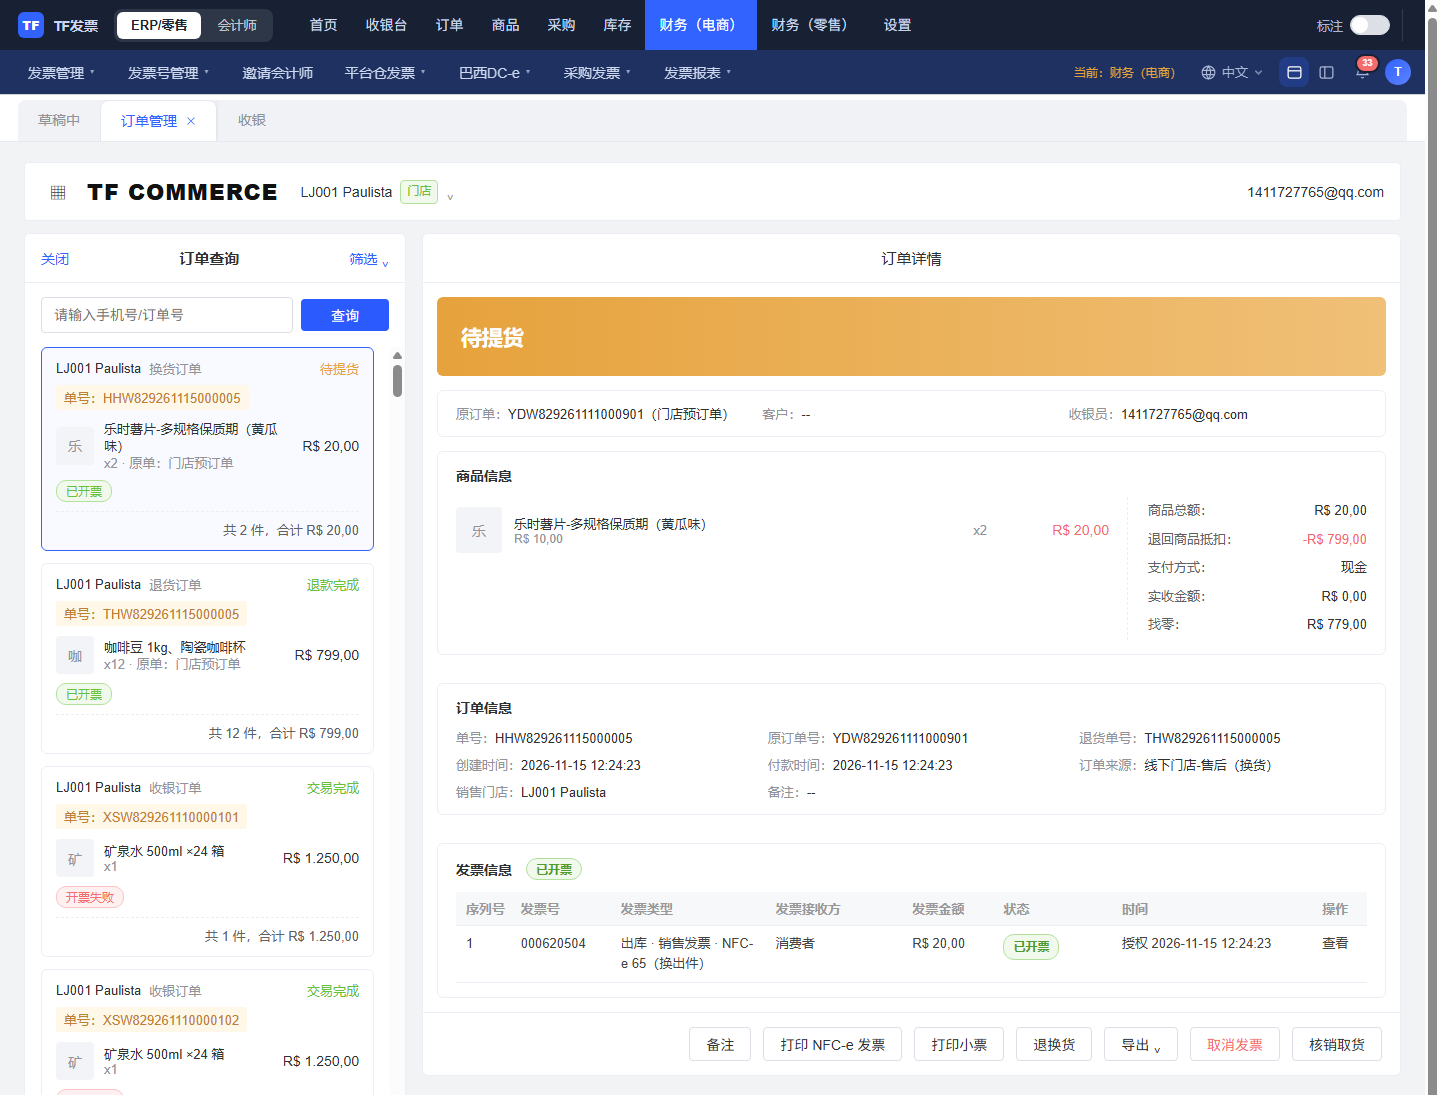 TF TF发票 ERP/零售 会计师 首页 收银台 订单 商品 采购 库存 财务（电商） 财务（零售） 设置 标注
发票管理 发票号管理 邀请会计师 平台仓发票 巴西DC-e 采购发票 发票报表 当前：财务（电商） 中文 33 T
草稿中 订单管理 × 收银
TF COMMERCE LJ001 Paulista 门店 1411727765@qq.com
关闭 订单查询 筛选
请输入手机号/订单号 查询
LJ001 Paulista 换货订单 待提货
单号：HHW829261115000005
乐 乐时薯片-多规格保质期（黄瓜味） R$ 20,00
x2 · 原单：门店预订单
已开票
共 2 件，合计 R$ 20,00
LJ001 Paulista 退货订单 退款完成
单号：THW829261115000005
咖 咖啡豆 1kg、陶瓷咖啡杯 R$ 799,00
x12 · 原单：门店预订单
已开票
共 12 件，合计 R$ 799,00
LJ001 Paulista 收银订单 交易完成
单号：XSW829261110000101
矿 矿泉水 500ml ×24 箱 R$ 1.250,00
x1
开票失败
共 1 件，合计 R$ 1.250,00
LJ001 Paulista 收银订单 交易完成
单号：XSW829261110000102
矿 矿泉水 500ml ×24 箱 R$ 1.250,00
x1
订单详情
待提货
原订单：YDW829261111000901（门店预订单） 客户：-- 收银员：1411727765@qq.com
商品信息
乐 乐时薯片-多规格保质期（黄瓜味） x2 R$ 20,00
R$ 10,00
商品总额： R$ 20,00
退回商品抵扣： -R$ 799,00
支付方式： 现金
实收金额： R$ 0,00
找零： R$ 779,00
订单信息
单号：HHW829261115000005 原订单号：YDW829261111000901 退货单号：THW829261115000005
创建时间：2026-11-15 12:24:23 付款时间：2026-11-15 12:24:23 订单来源：线下门店-售后（换货）
销售门店：LJ001 Paulista 备注：--
发票信息 已开票
序列号 发票号 发票类型 发票接收方 发票金额 状态 时间 操作
1 000620504 出库 · 销售发票 · NFC-e 65（换出件） 消费者 R$ 20,00 已开票 授权 2026-11-15 12:24:23 查看
备注 打印 NFC-e 发票 打印小票 退换货 导出 取消发票 核销取货